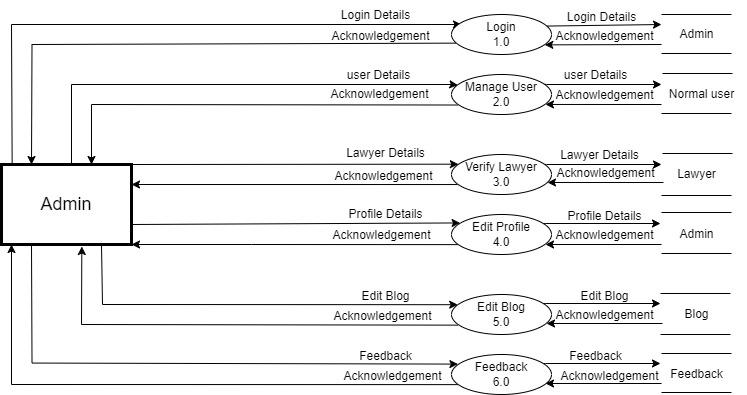 Login Details
Login
1.0
Login Details
Acknowledgement
Acknowledgement
Admin
user Details
Manage User
2.0
user Details
Acknowledgement
Acknowledgement
Normal user
Lawyer Details
Verify Lawyer
3.0
Lawyer Details
Acknowledgement
Acknowledgement
Lawyer
Admin
Profile Details
Edit Profile
4.0
Profile Details
Acknowledgement
Acknowledgement
Admin
Edit Blog
Edit Blog
5.0
Edit Blog
Acknowledgement
Acknowledgement
Blog
Feedback
Feedback
6.0
Feedback
Acknowledgement
Acknowledgement
Feedback